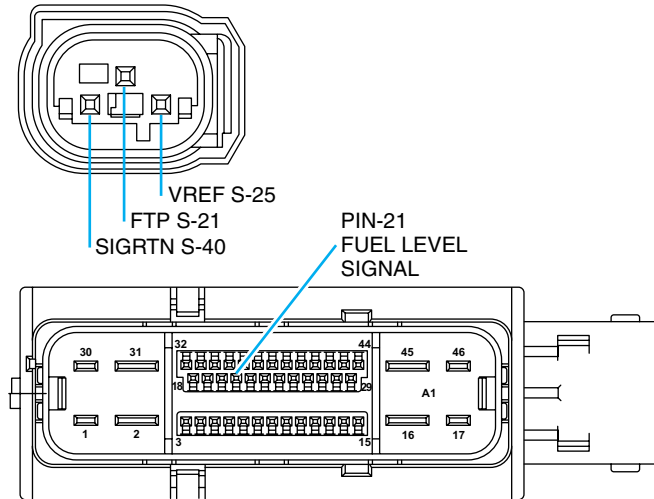 VREF S-25
FTP S-21
SIGRTN S-40
PIN-21
FUEL LEVEL
SIGNAL
30 31 32 44 45 46
18 29 A1
1 2 3 15 16 17